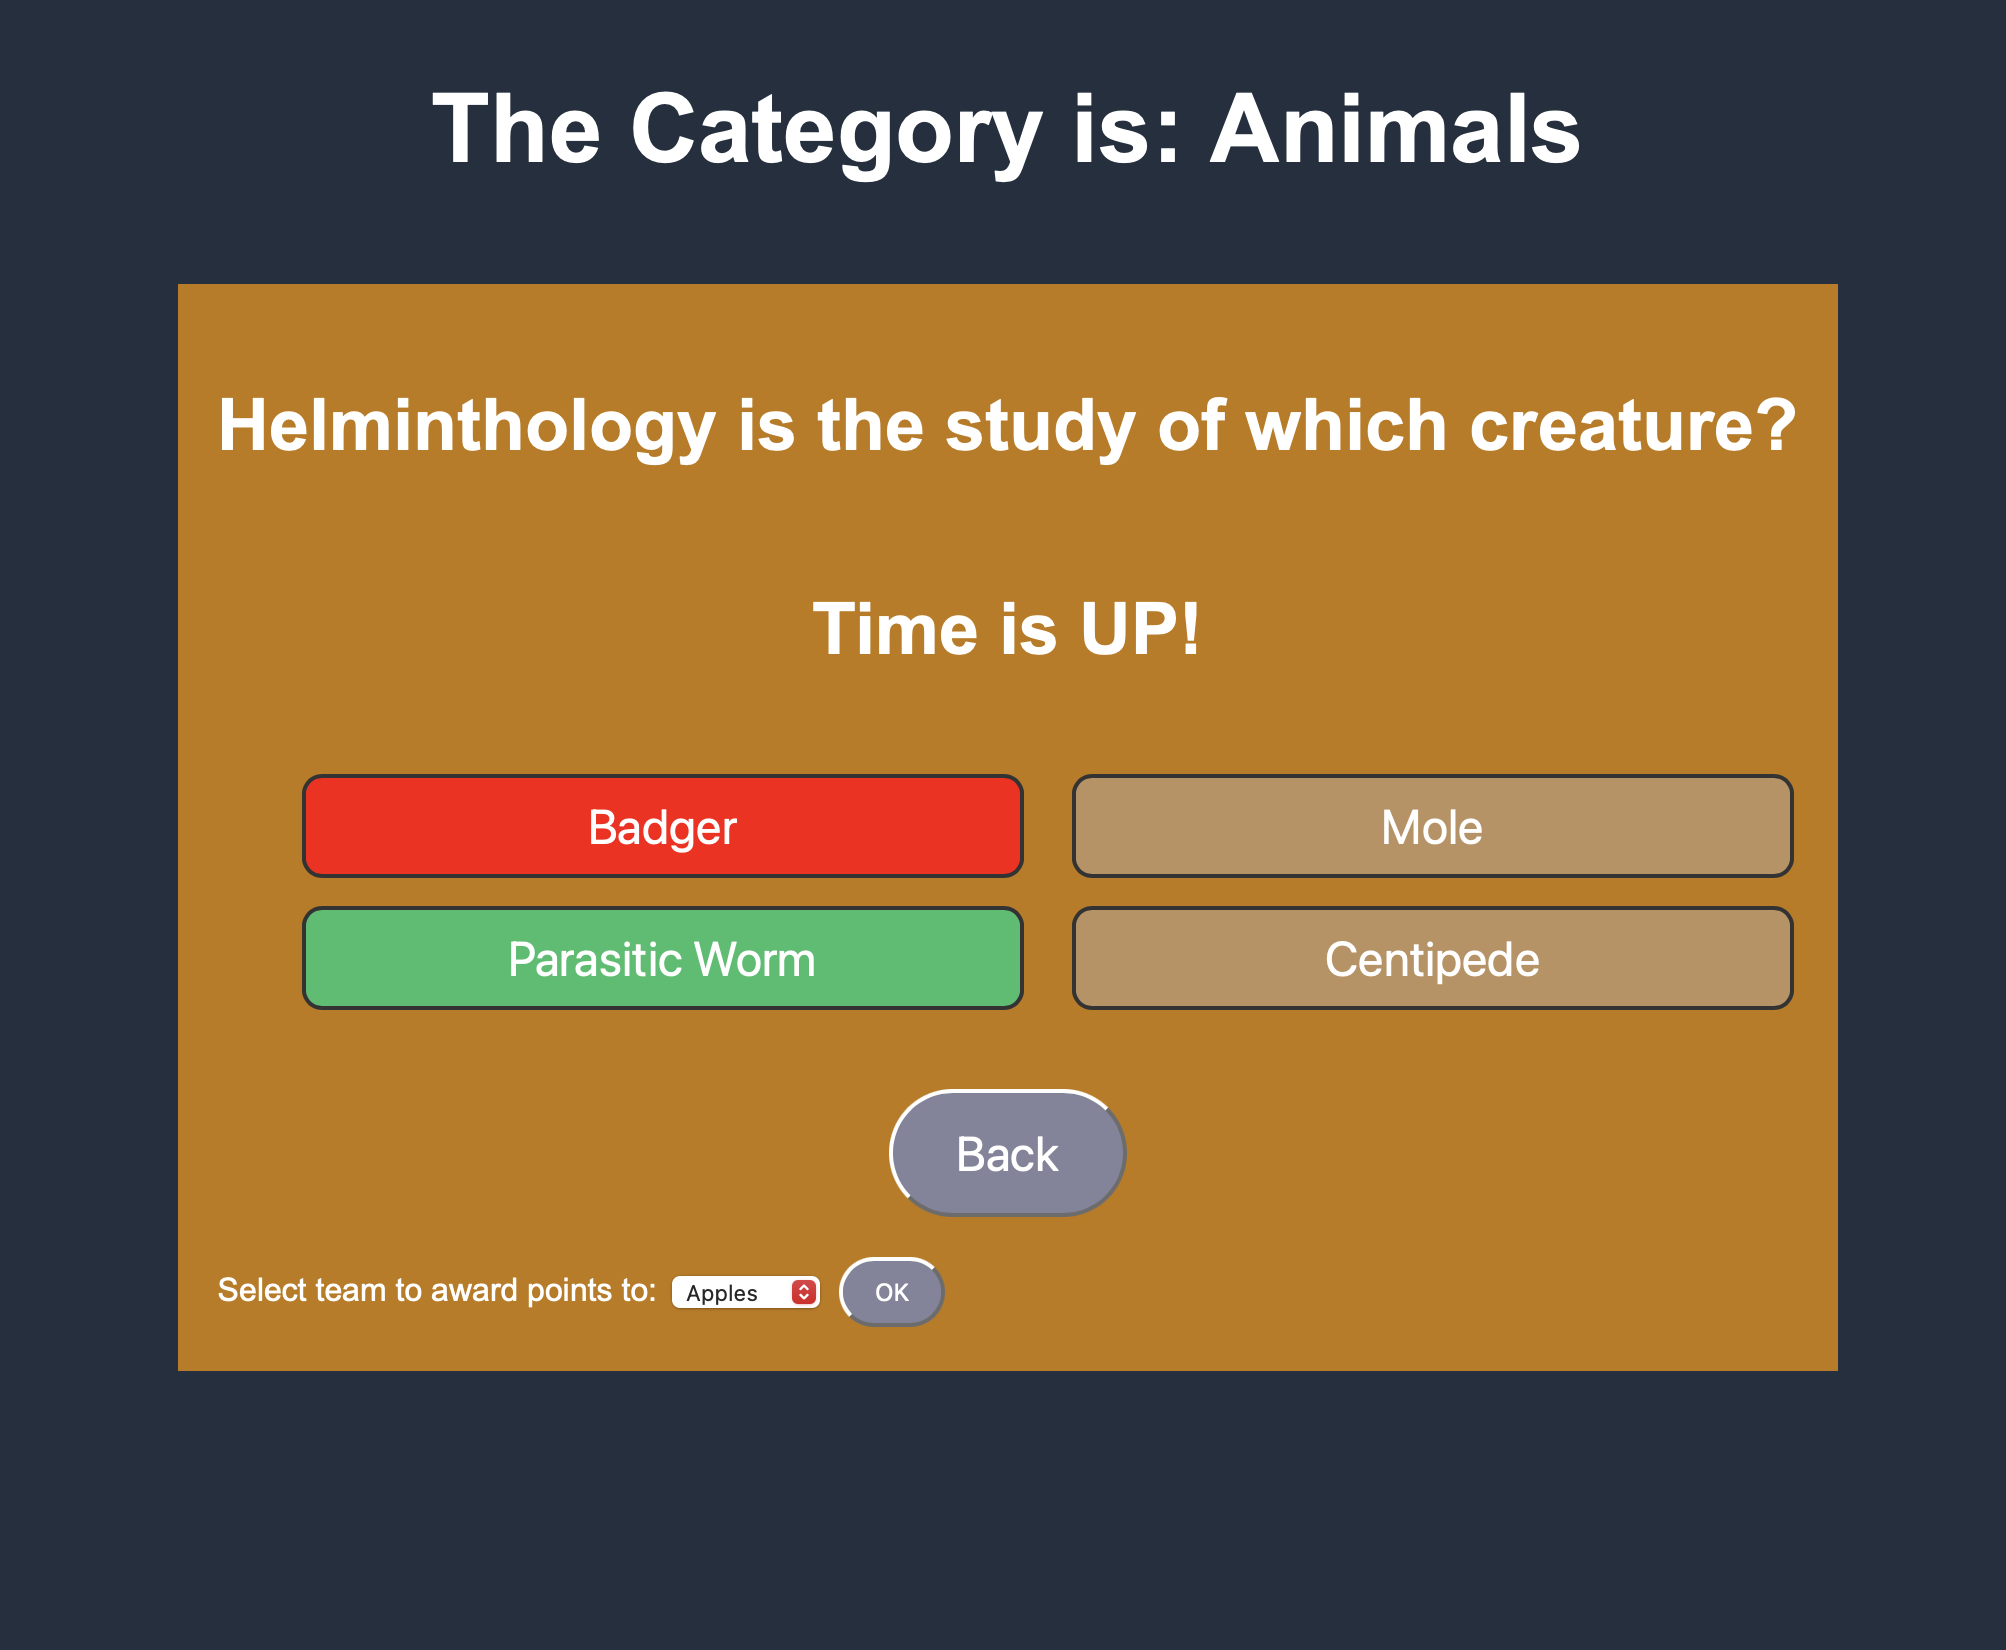 The Category is: Animals
Helminthology is the study of which creature?
Time is UP!
Badger
Mole
Parasitic Worm
Centipede
Back
Select team to award points to: Apples OK